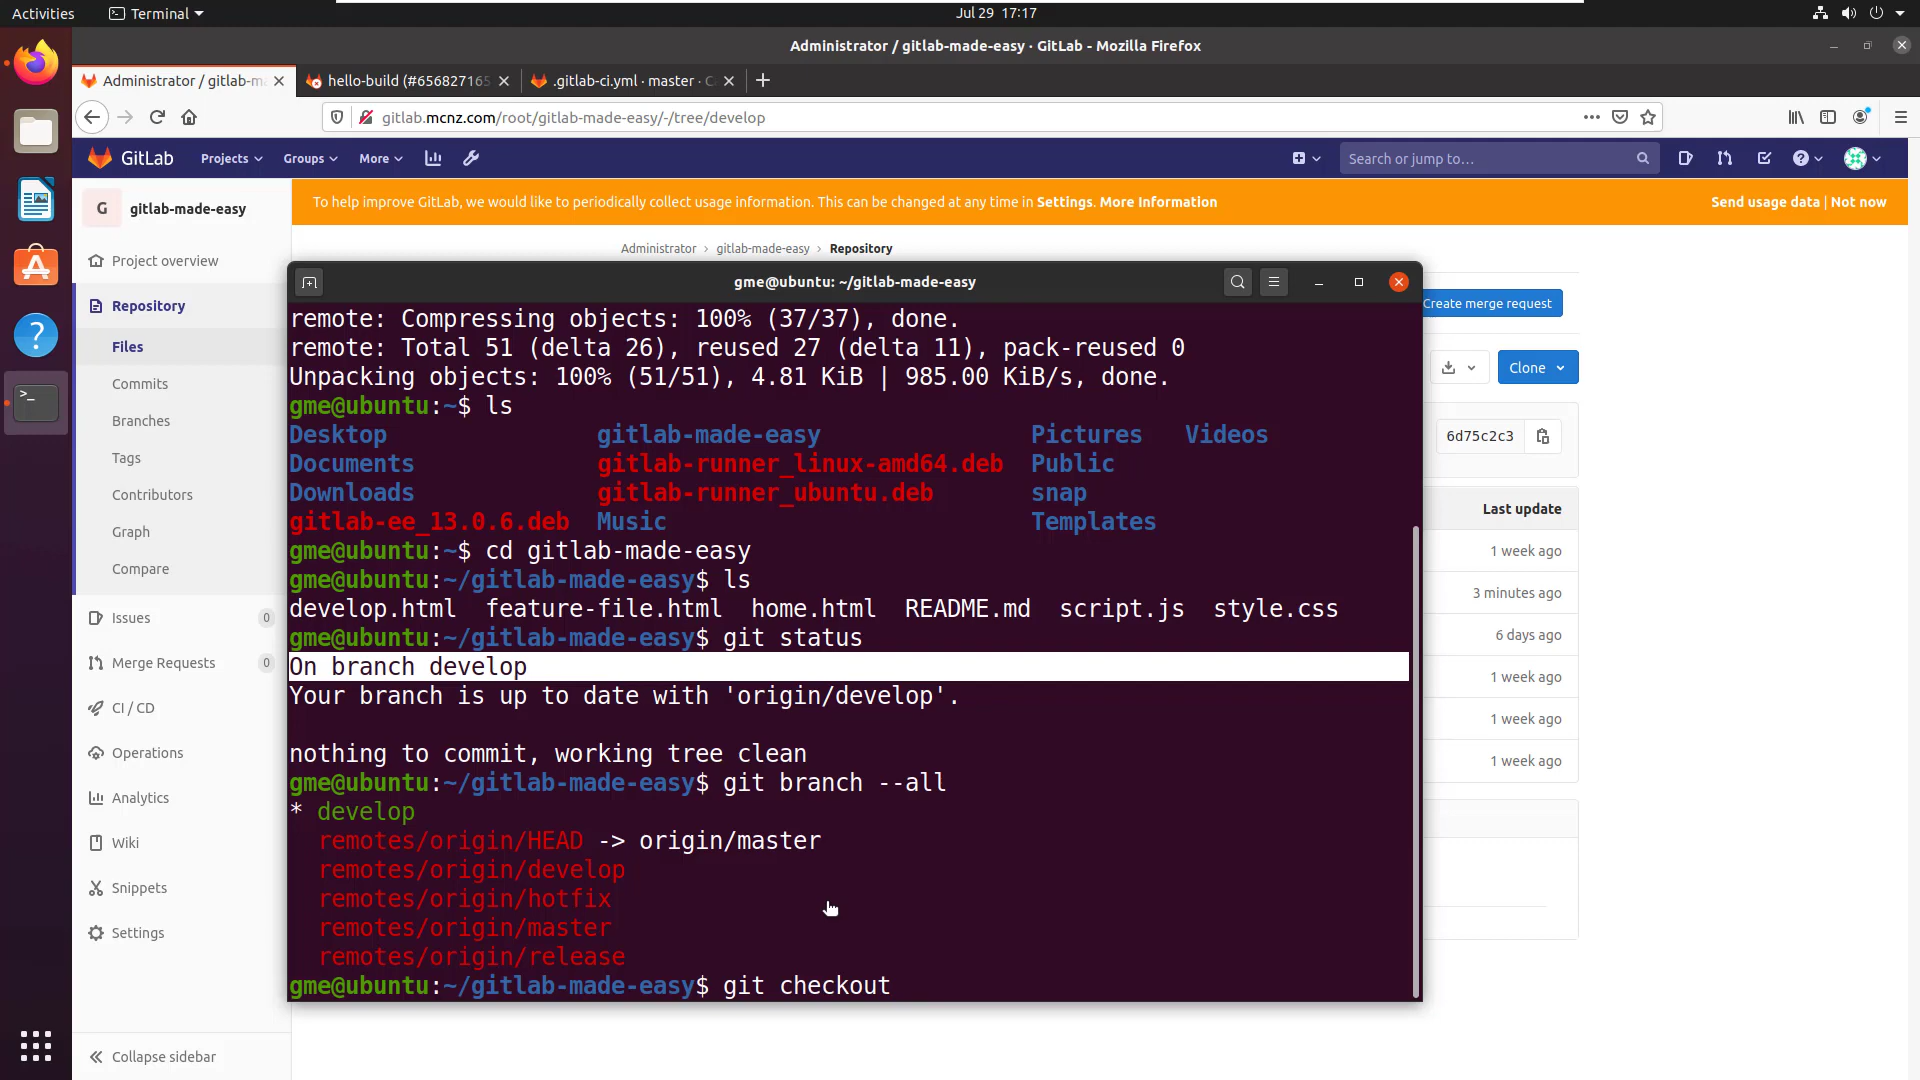 Activities
Terminal
Jul 29 17:17
Administrator / gitlab-made-easy · GitLab - Mozilla Firefox
Administrator / gitlab-m
hello-build (#656827165
.gitlab-ci.yml · master ·
gitlab.mcnz.com/root/gitlab-made-easy/-/tree/develop
GitLab Projects Groups More
Search or jump to...
G gitlab-made-easy
To help improve GitLab, we would like to periodically collect usage information. This can be changed at any time in Settings. More Information
Send usage data | Not now
Administrator › gitlab-made-easy › Repository
Project overview
Repository
Files
Commits
Branches
Tags
Contributors
Graph
Compare
Issues 0
Merge Requests 0
CI / CD
Operations
Analytics
Wiki
Snippets
Settings
Collapse sidebar
gme@ubuntu: ~/gitlab-made-easy
remote: Compressing objects: 100% (37/37), done.
remote: Total 51 (delta 26), reused 27 (delta 11), pack-reused 0
Unpacking objects: 100% (51/51), 4.81 KiB | 985.00 KiB/s, done.
gme@ubuntu:~$ ls
Desktop gitlab-made-easy Pictures Videos
Documents gitlab-runner_linux-amd64.deb Public
Downloads gitlab-runner_ubuntu.deb snap
gitlab-ee_13.0.6.deb Music Templates
gme@ubuntu:~$ cd gitlab-made-easy
gme@ubuntu:~/gitlab-made-easy$ ls
develop.html feature-file.html home.html README.md script.js style.css
gme@ubuntu:~/gitlab-made-easy$ git status
On branch develop
Your branch is up to date with 'origin/develop'.
nothing to commit, working tree clean
gme@ubuntu:~/gitlab-made-easy$ git branch --all
* develop
remotes/origin/HEAD -> origin/master
remotes/origin/develop
remotes/origin/hotfix
remotes/origin/master
remotes/origin/release
gme@ubuntu:~/gitlab-made-easy$ git checkout
Create merge request
Clone
6d75c2c3
Last update
1 week ago
3 minutes ago
6 days ago
1 week ago
1 week ago
1 week ago